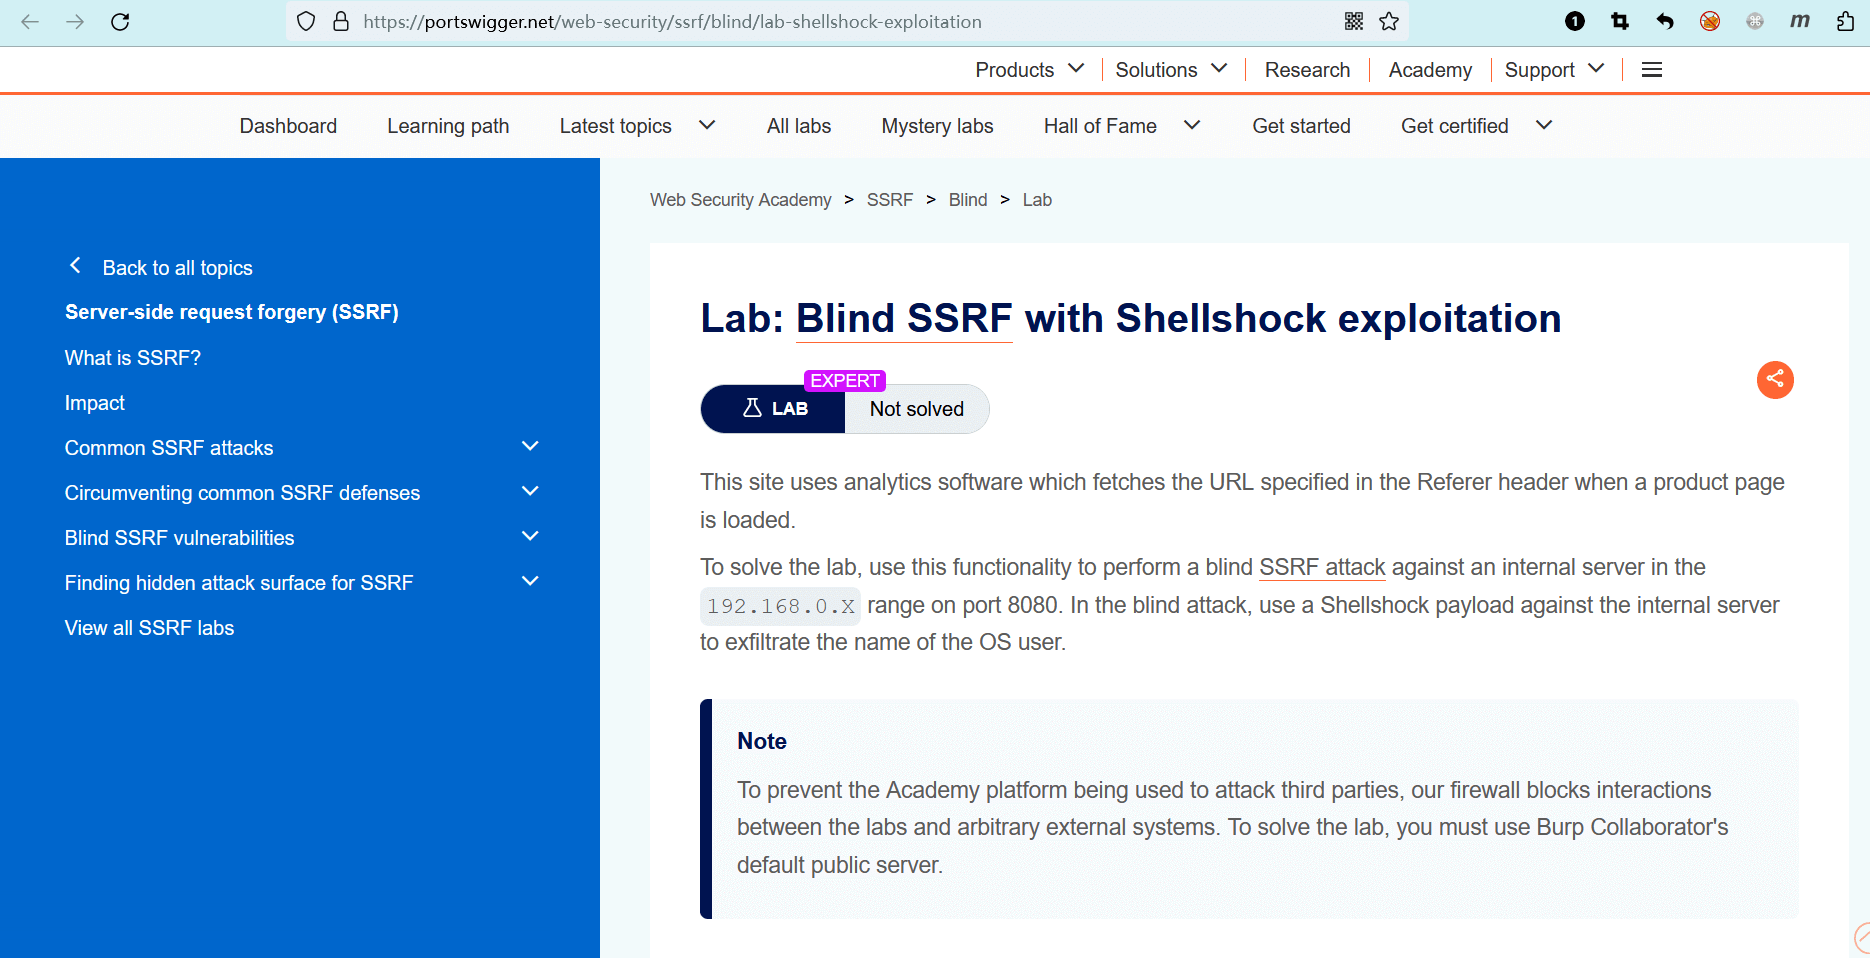 https://portswigger.net/web-security/ssrf/blind/lab-shellshock-exploitation
1
m
Products
Solutions
Research
Academy
Support
Dashboard
Learning path
Latest topics
All labs
Mystery labs
Hall of Fame
Get started
Get certified
Back to all topics
Server-side request forgery (SSRF)
What is SSRF?
Impact
Common SSRF attacks
Circumventing common SSRF defenses
Blind SSRF vulnerabilities
Finding hidden attack surface for SSRF
View all SSRF labs
Web Security Academy > SSRF > Blind > Lab
Lab: Blind SSRF with Shellshock exploitation
EXPERT
LAB
Not solved
This site uses analytics software which fetches the URL specified in the Referer header when a product page
is loaded.
To solve the lab, use this functionality to perform a blind SSRF attack against an internal server in the
192.168.0.X range on port 8080. In the blind attack, use a Shellshock payload against the internal server
to exfiltrate the name of the OS user.
Note
To prevent the Academy platform being used to attack third parties, our firewall blocks interactions
between the labs and arbitrary external systems. To solve the lab, you must use Burp Collaborator's
default public server.